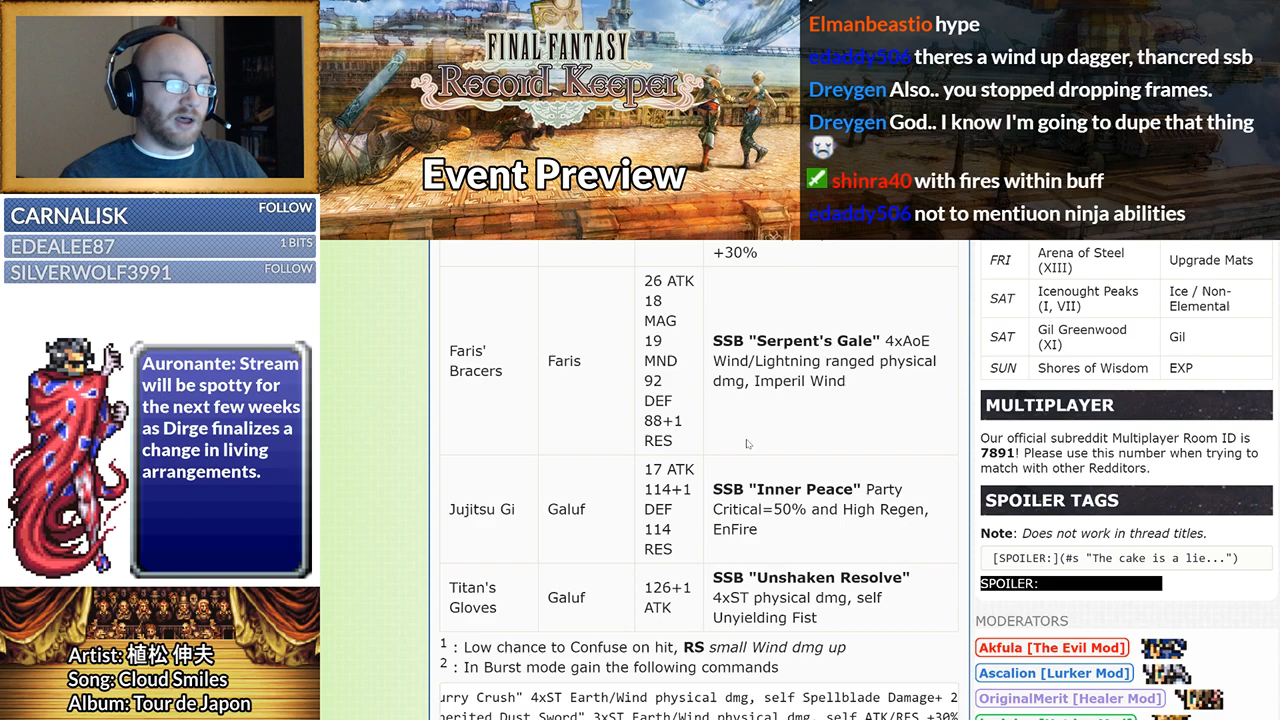 CARNALISK FOLLOW
EDEALEE87 1 BITS
SILVERWOLF3991 FOLLOW
Auronante: Stream
will be spotty for
the next few weeks
as Dirge finalizes a
change in living
arrangements.
Artist: 植松 伸夫
Song: Cloud Smiles
Album: Tour de Japon
FINAL FANTASY
Record Keeper
Event Preview
Elmanbeastio hype
edaddy506 theres a wind up dagger, thancred ssb
Dreygen Also.. you stopped dropping frames.
Dreygen God.. I know I'm going to dupe that thing
shinra40 with fires within buff
edaddy506 not to mentiuon ninja abilities
+30%
Faris'
Bracers
Faris
26 ATK
18
MAG
19
MND
92
DEF
88+1
RES
SSB "Serpent's Gale" 4xAoE
Wind/Lightning ranged physical
dmg, Imperil Wind
Jujitsu Gi
Galuf
17 ATK
114+1
DEF
114
RES
SSB "Inner Peace" Party
Critical=50% and High Regen,
EnFire
Titan's
Gloves
Galuf
126+1
ATK
SSB "Unshaken Resolve"
4xST physical dmg, self
Unyielding Fist
1 : Low chance to Confuse on hit, RS small Wind dmg up
2 : In Burst mode gain the following commands
urry Crush" 4xST Earth/Wind physical dmg, self Spellblade Damage+ 2
herited Dust Sword" 3xST Earth/Wind physical dmg, self ATK/RES +30%
FRI Arena of Steel
(XIII)
Upgrade Mats
SAT Icenought Peaks
(I, VII)
Ice / Non-
Elemental
SAT Gil Greenwood
(XI)
Gil
SUN Shores of Wisdom EXP
MULTIPLAYER
Our official subreddit Multiplayer Room ID is
7891! Please use this number when trying to
match with other Redditors.
SPOILER TAGS
Note: Does not work in thread titles.
[SPOILER:](#s "The cake is a lie...")
SPOILER:
MODERATORS
Akfula [The Evil Mod]
Ascalion [Lurker Mod]
OriginalMerit [Healer Mod]